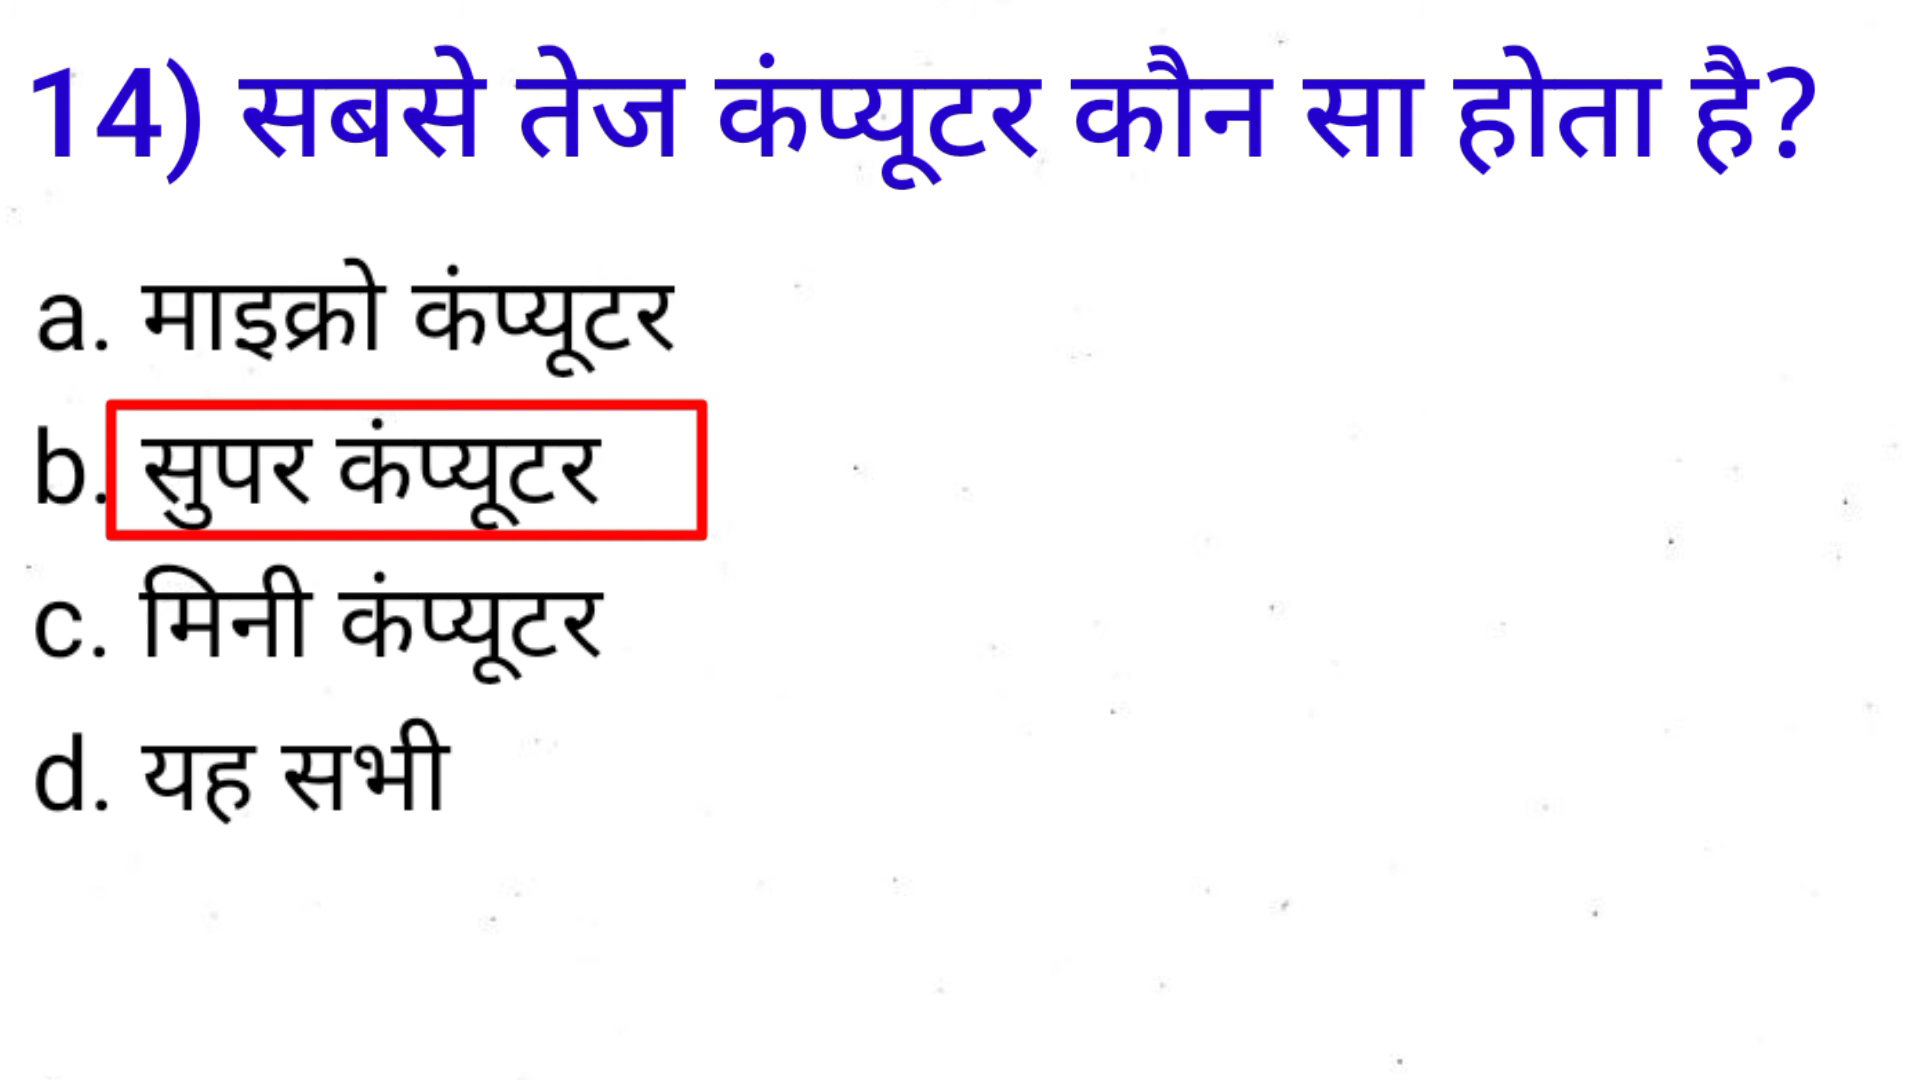 14) सबसे तेज कंप्यूटर कौन सा होता है?
a. माइक्रो कंप्यूटर
b. सुपर कंप्यूटर
c. मिनी कंप्यूटर
d. यह सभी